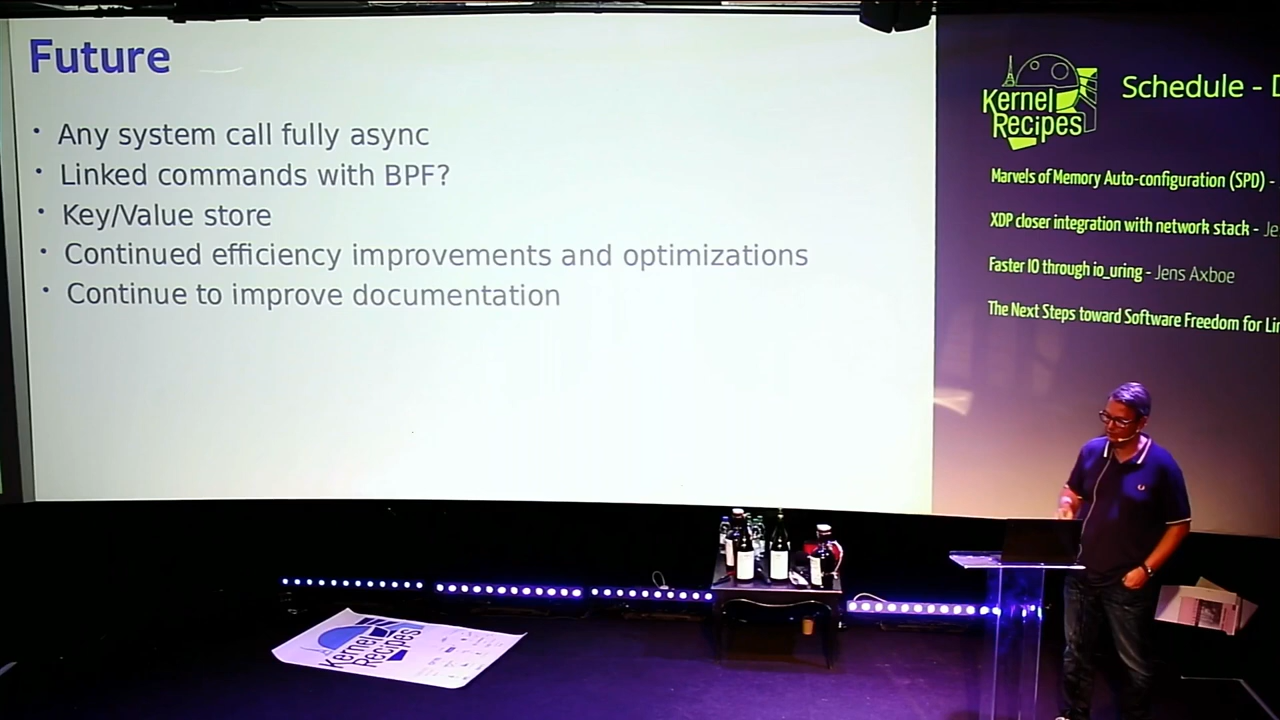 Future
• Any system call fully async
• Linked commands with BPF?
• Key/Value store
• Continued efficiency improvements and optimizations
• Continue to improve documentation
Kernel
Recipes
Schedule - D
Marvels of Memory Auto-configuration (SPD) -
XDP closer integration with network stack - Je
Faster IO through io_uring - Jens Axboe
The Next Steps toward Software Freedom for Li
Kernel
Recipes